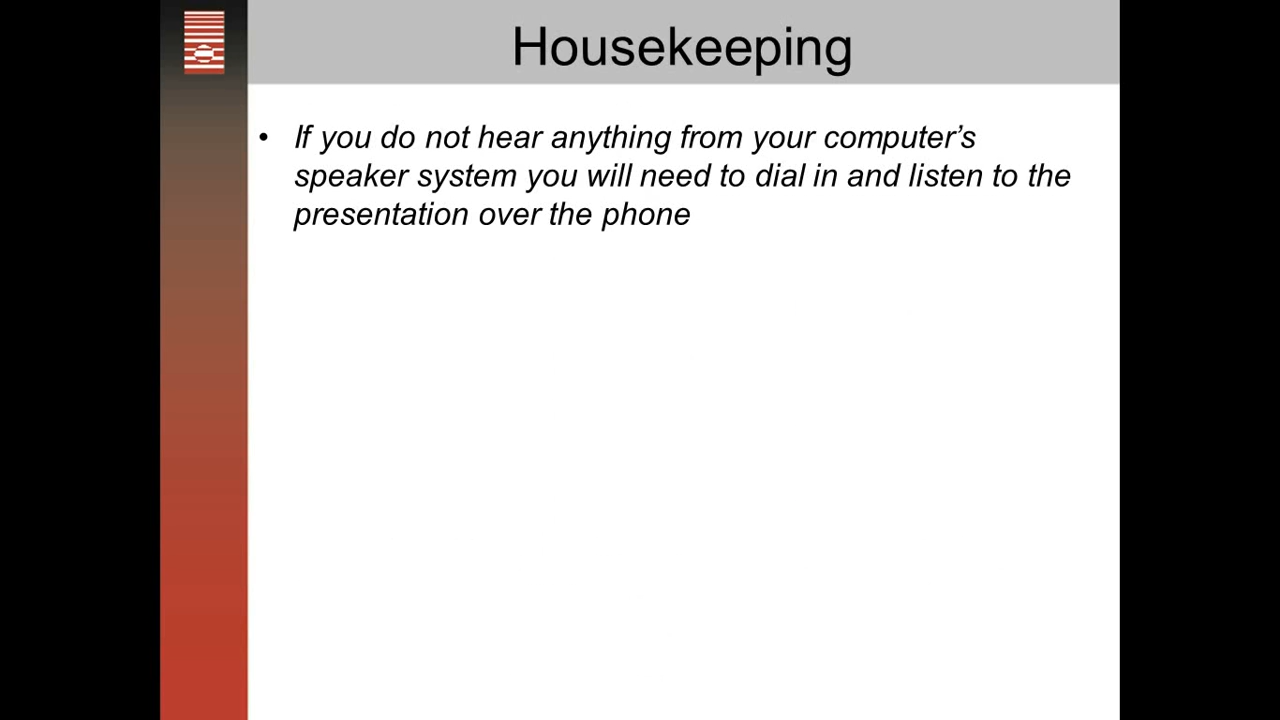 Housekeeping
• If you do not hear anything from your computer’s
speaker system you will need to dial in and listen to the
presentation over the phone